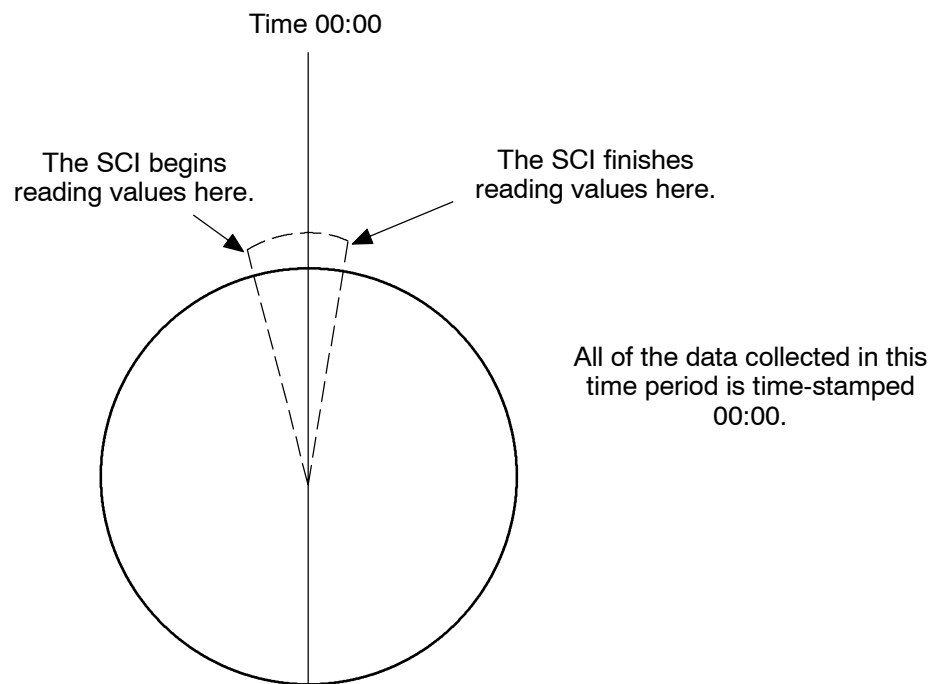 Time 00:00
The SCI begins
reading values here.
The SCI finishes
reading values here.
All of the data collected in this
time period is time-stamped
00:00.